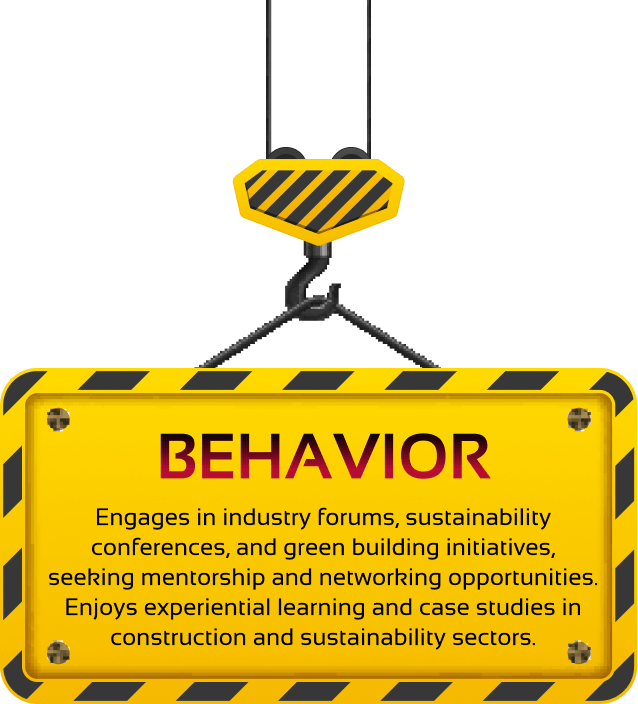 BEHAVIOR
Engages in industry forums, sustainability
conferences, and green building initiatives,
seeking mentorship and networking opportunities.
Enjoys experiential learning and case studies in
construction and sustainability sectors.